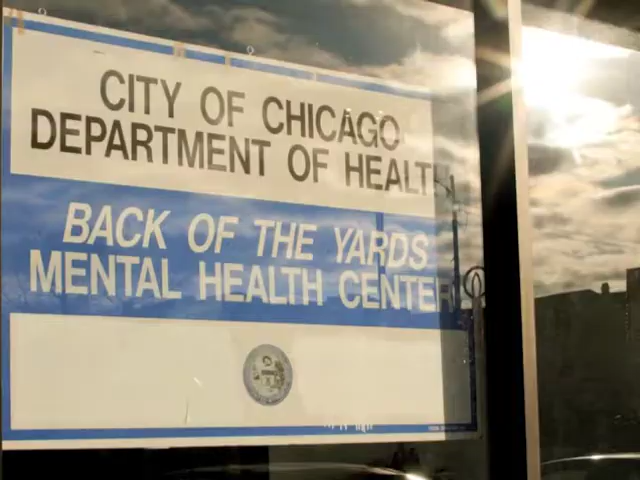 CITY OF CHICAGO
DEPARTMENT OF HEALTH
BACK OF THE YARDS
MENTAL HEALTH CENTER